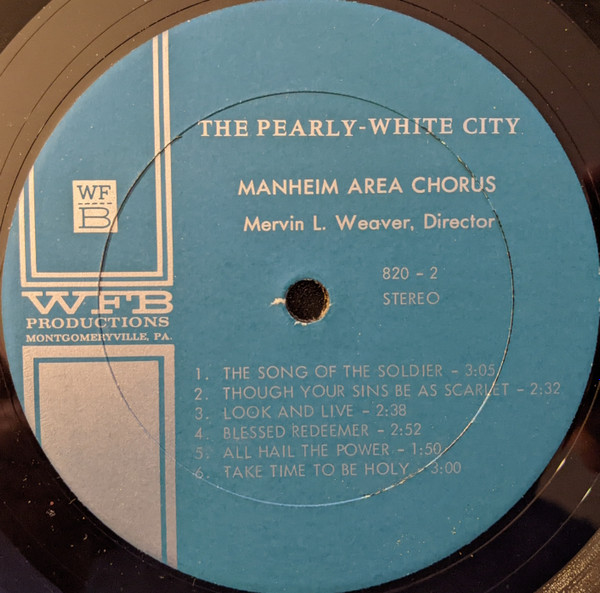 THE PEARLY-WHITE CITY
WF
B
MANHEIM AREA CHORUS
Mervin L. Weaver, Director
820 - 2
STEREO
WFB
PRODUCTIONS
MONTGOMERYVILLE, PA.
1. THE SONG OF THE SOLDIER - 3:05
2. THOUGH YOUR SINS BE AS SCARLET - 2:32
3. LOOK AND LIVE - 2:38
4. BLESSED REDEEMER - 2:52
5. ALL HAIL THE POWER - 1:50
6. TAKE TIME TO BE HOLY - 3:00